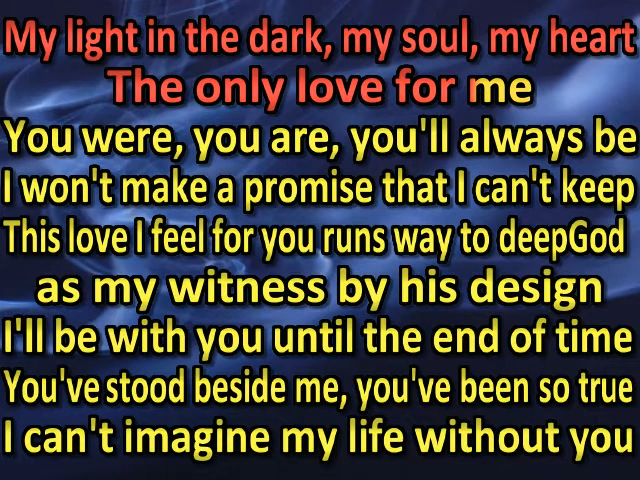 My light in the dark, my soul, my heart
The only love for me
You were, you are, you'll always be
I won't make a promise that I can't keep
This love I feel for you runs way to deepGod
as my witness by his design
I'll be with you until the end of time
You've stood beside me, you've been so true
I can't imagine my life without you